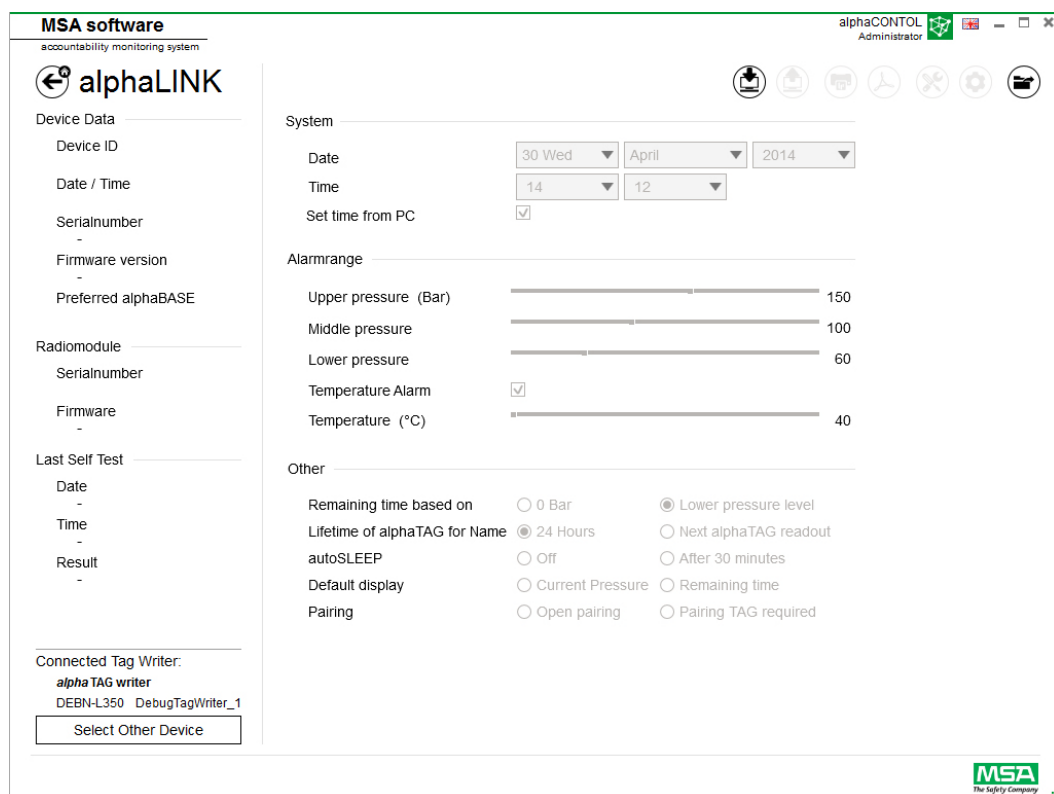 MSA software
accountability monitoring system
alphaCONTOL
Administrator
alphaLINK
Device Data
Device ID
Date / Time
Serialnumber
-
Firmware version
-
Preferred alphaBASE
Radiomodule
Serialnumber
Firmware
-
Last Self Test
Date
-
Time
-
Result
-
Connected Tag Writer:
alpha TAG writer
DEBN-L350 DebugTagWriter_1
Select Other Device
System
Date 30 Wed April 2014
Time 14 12
Set time from PC
Alarmrange
Upper pressure (Bar) 150
Middle pressure 100
Lower pressure 60
Temperature Alarm
Temperature (°C) 40
Other
Remaining time based on 0 Bar Lower pressure level
Lifetime of alphaTAG for Name 24 Hours Next alphaTAG readout
autoSLEEP Off After 30 minutes
Default display Current Pressure Remaining time
Pairing Open pairing Pairing TAG required
MSA
The Safety Company